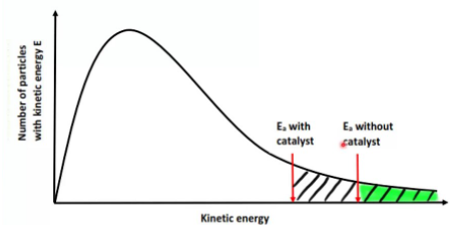 Number of particles
with kinetic energy E
Eₐ with
catalyst
Eₐ without
catalyst
Kinetic energy